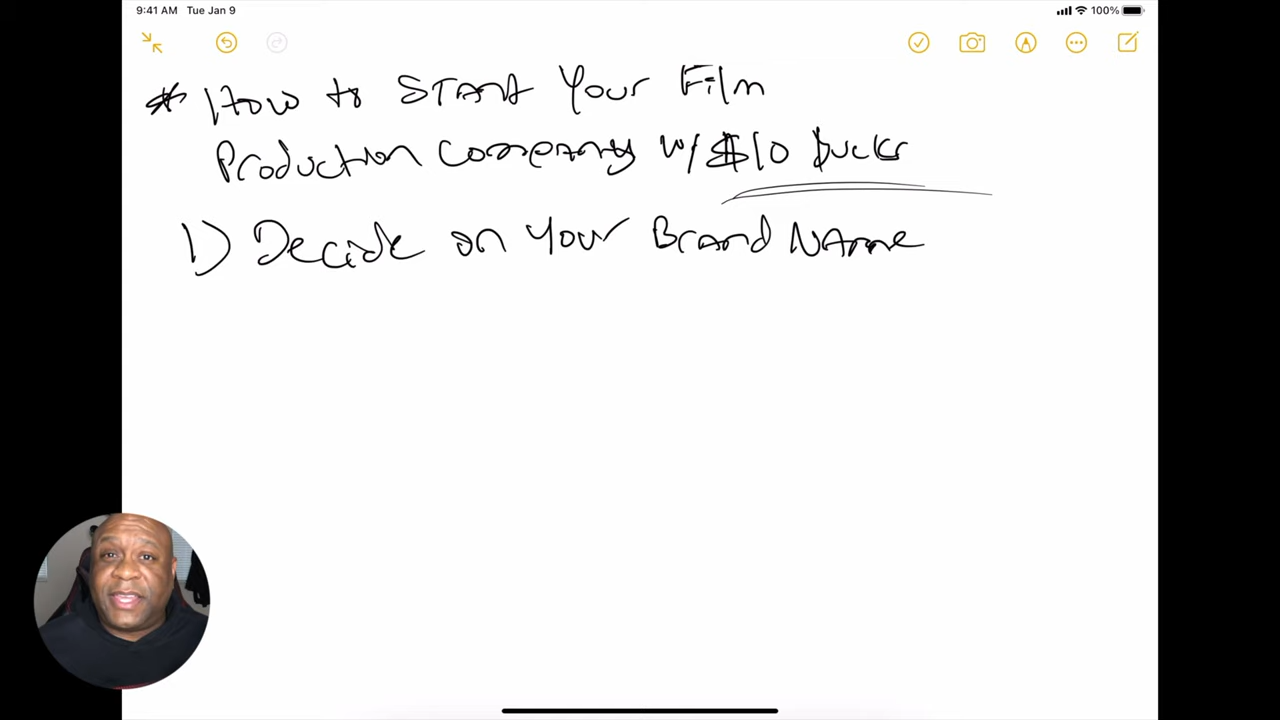 9:41 AM Tue Jan 9
100%
* How to START Your Film
Production Company w/ $10 bucks
1) Decide on Your Brand NAme